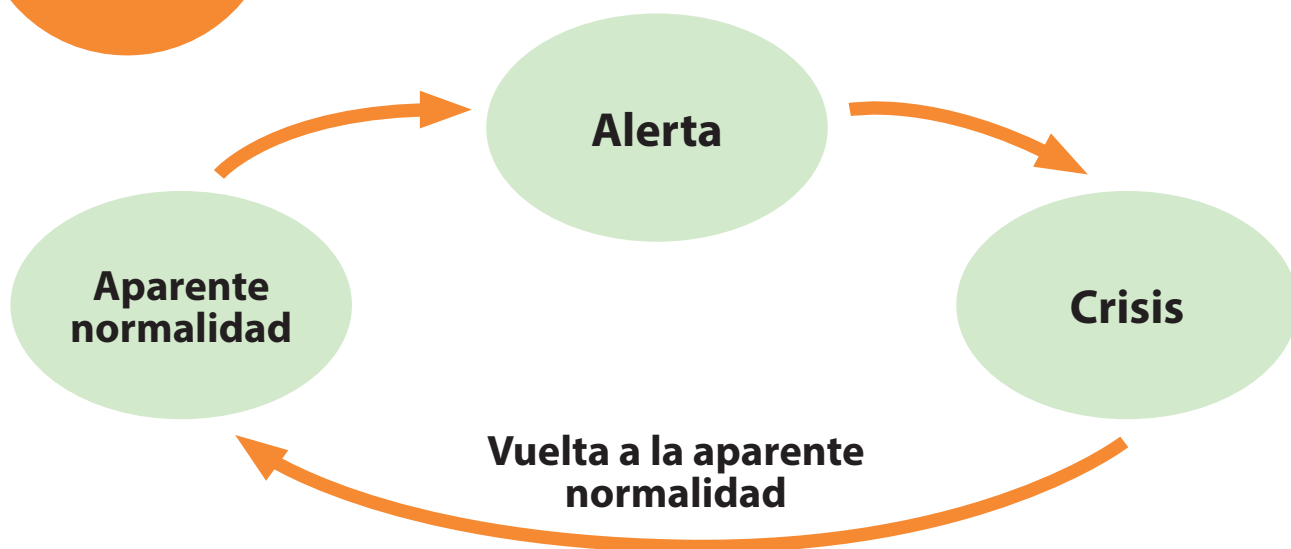 Alerta
Aparente
normalidad
Crisis
Vuelta a la aparente
normalidad